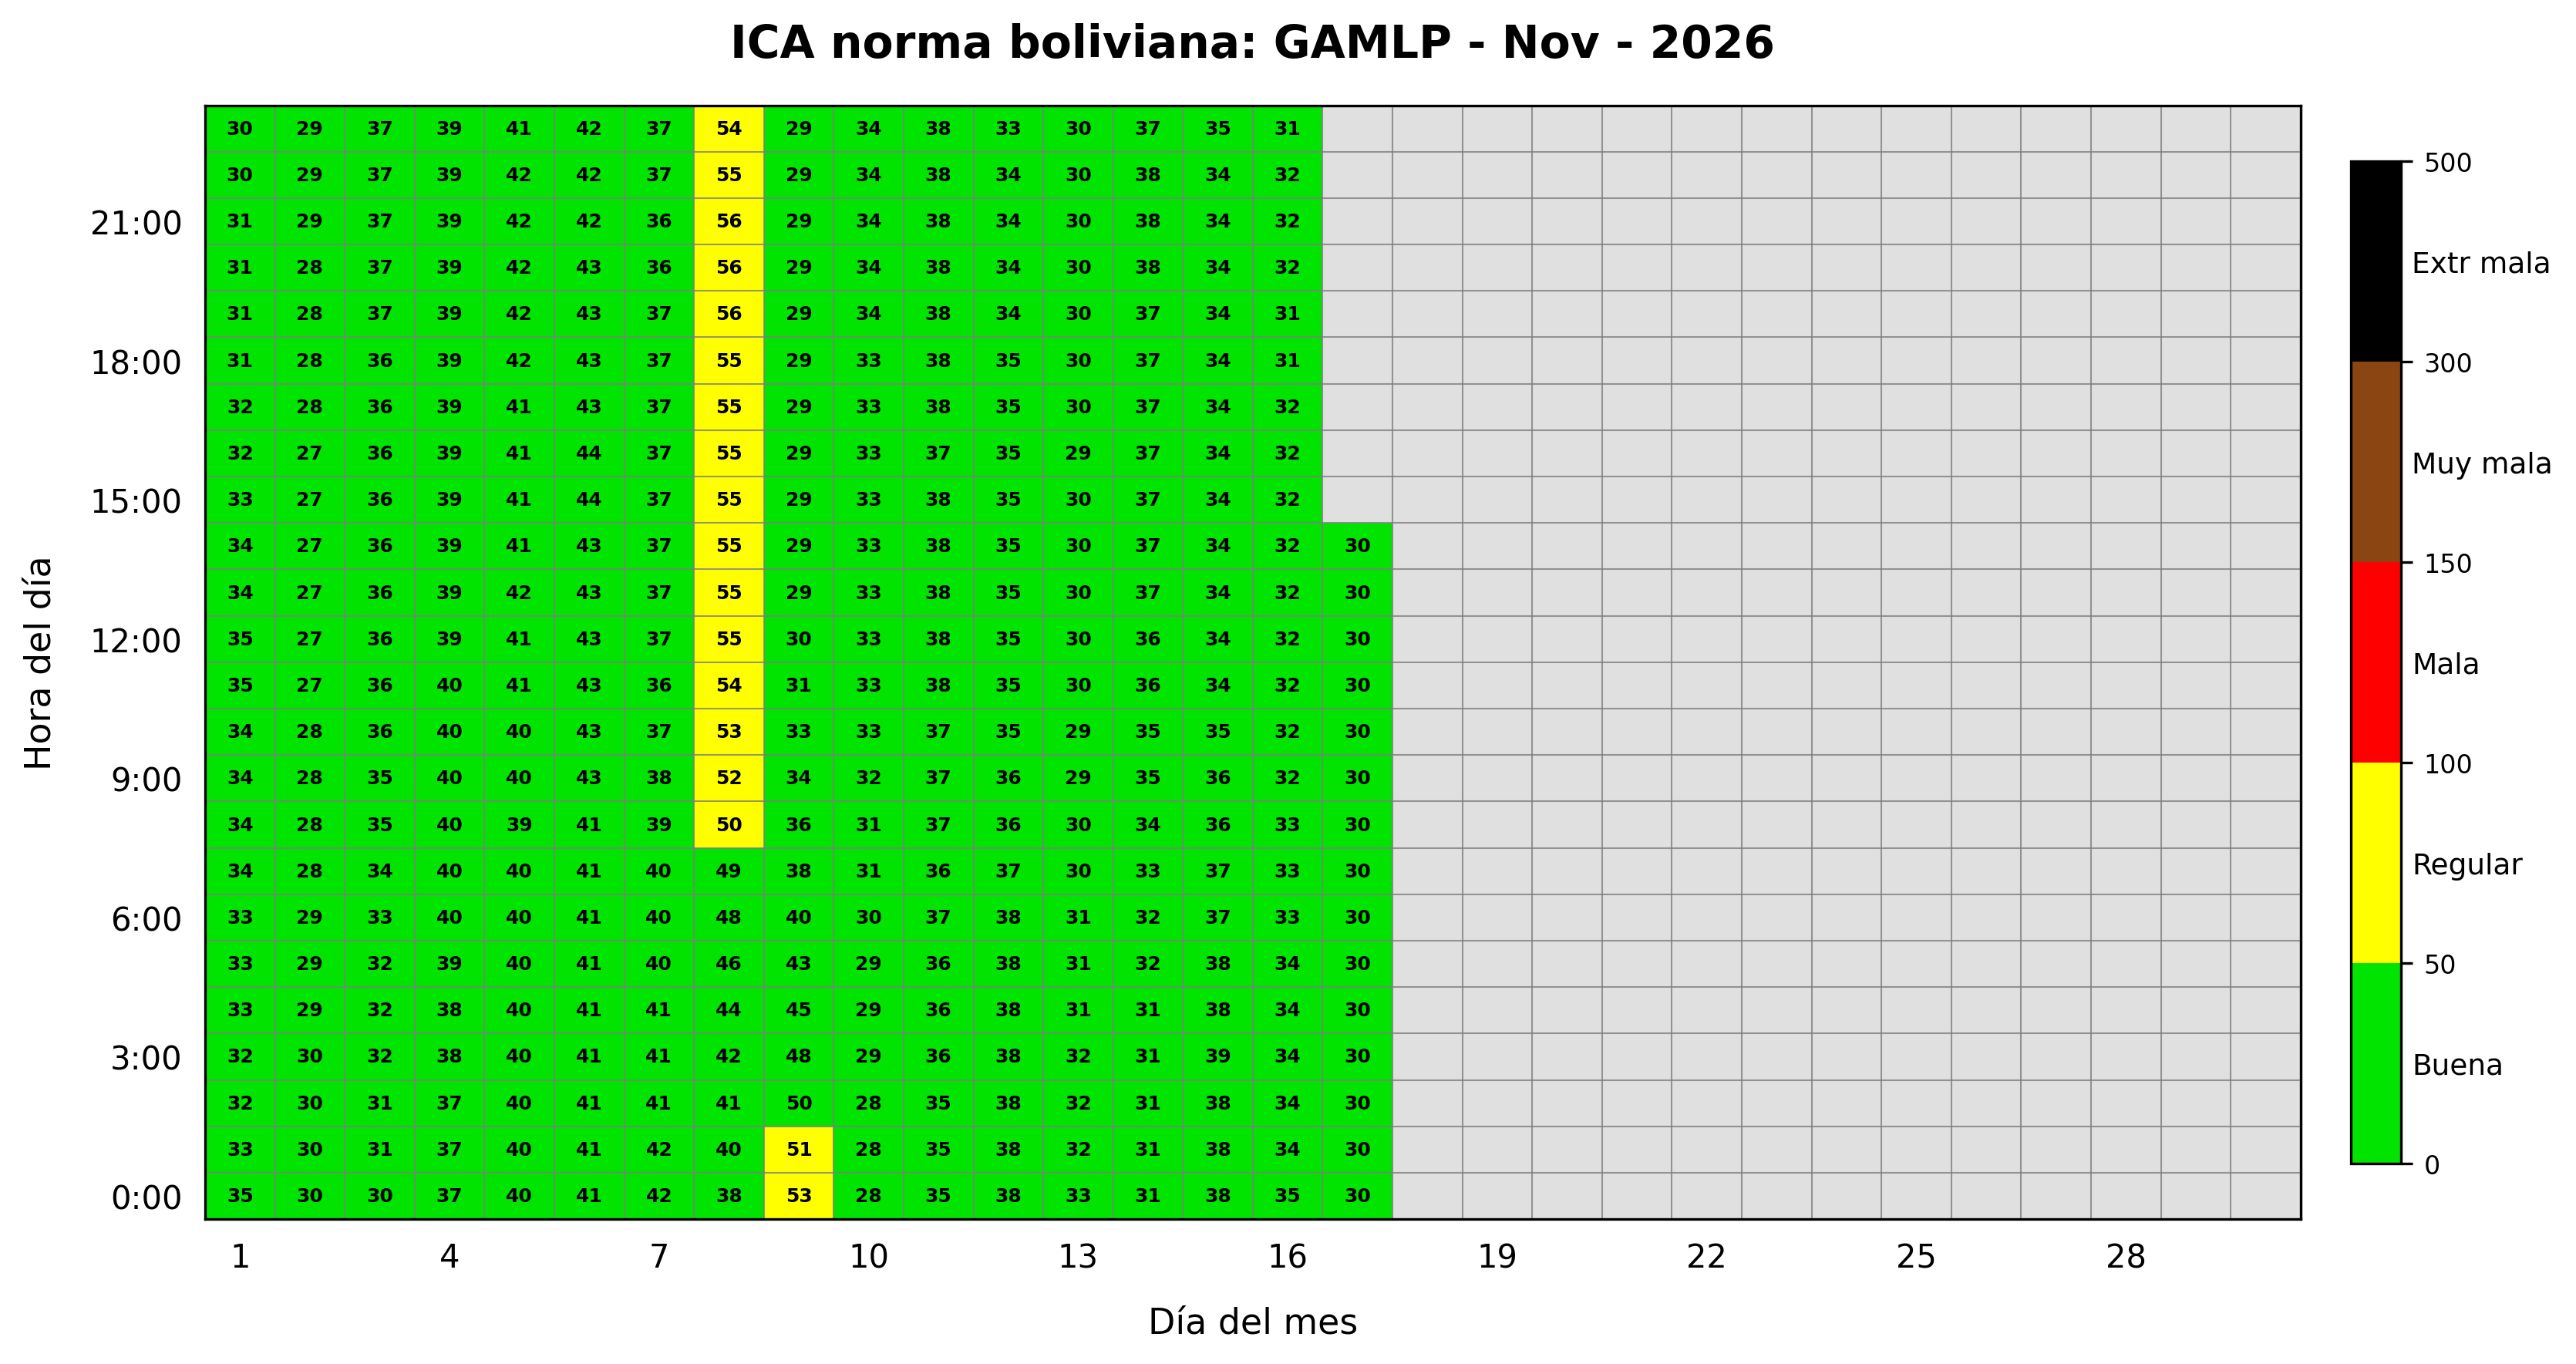 ICA norma boliviana: GAMLP - Nov - 2026
30 29 37 39 41 42 37 54 29 34 38 33 30 37 35 31
30 29 37 39 42 42 37 55 29 34 38 34 30 38 34 32
21:00 31 29 37 39 42 42 36 56 29 34 38 34 30 38 34 32
31 28 37 39 42 43 36 56 29 34 38 34 30 38 34 32
31 28 37 39 42 43 37 56 29 34 38 34 30 37 34 31
18:00 31 28 36 39 42 43 37 55 29 33 38 35 30 37 34 31
32 28 36 39 41 43 37 55 29 33 38 35 30 37 34 32
32 27 36 39 41 44 37 55 29 33 37 35 29 37 34 32
15:00 33 27 36 39 41 44 37 55 29 33 38 35 30 37 34 32
34 27 36 39 41 43 37 55 29 33 38 35 30 37 34 32 30
34 27 36 39 42 43 37 55 29 33 38 35 30 37 34 32 30
12:00 35 27 36 39 41 43 37 55 30 33 38 35 30 36 34 32 30
35 27 36 40 41 43 36 54 31 33 38 35 30 36 34 32 30
34 28 36 40 40 43 37 53 33 33 37 35 29 35 35 32 30
9:00 34 28 35 40 40 43 38 52 34 32 37 36 29 35 36 32 30
34 28 35 40 39 41 39 50 36 31 37 36 30 34 36 33 30
34 28 34 40 40 41 40 49 38 31 36 37 30 33 37 33 30
6:00 33 29 33 40 40 41 40 48 40 30 37 38 31 32 37 33 30
33 29 32 39 40 41 40 46 43 29 36 38 31 32 38 34 30
33 29 32 38 40 41 41 44 45 29 36 38 31 31 38 34 30
3:00 32 30 32 38 40 41 41 42 48 29 36 38 32 31 39 34 30
32 30 31 37 40 41 41 41 50 28 35 38 32 31 38 34 30
33 30 31 37 40 41 42 40 51 28 35 38 32 31 38 34 30
0:00 35 30 30 37 40 41 42 38 53 28 35 38 33 31 38 35 30
1 4 7 10 13 16 19 22 25 28
Día del mes
Hora del día
500
Extr mala
300
Muy mala
150
Mala
100
Regular
50
Buena
0